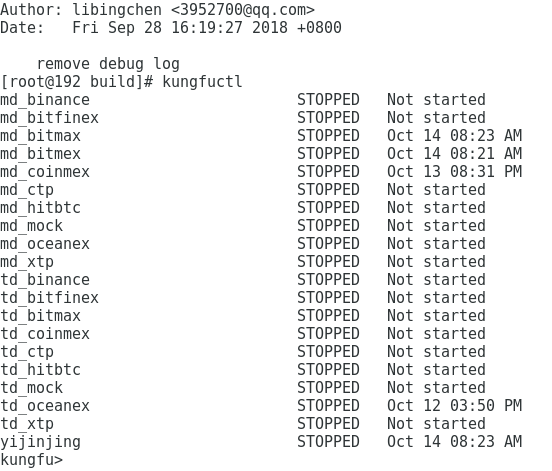 Author: libingchen <3952700@qq.com>
Date:   Fri Sep 28 16:19:27 2018 +0800
    remove debug log
[root@192 build]# kungfuctl
md_binance                       STOPPED   Not started
md_bitfinex                      STOPPED   Not started
md_bitmax                        STOPPED   Oct 14 08:23 AM
md_bitmex                        STOPPED   Oct 14 08:21 AM
md_coinmex                       STOPPED   Oct 13 08:31 PM
md_ctp                           STOPPED   Not started
md_hitbtc                        STOPPED   Not started
md_mock                          STOPPED   Not started
md_oceanex                       STOPPED   Not started
md_xtp                           STOPPED   Not started
td_binance                       STOPPED   Not started
td_bitfinex                      STOPPED   Not started
td_bitmax                        STOPPED   Not started
td_coinmex                       STOPPED   Not started
td_ctp                           STOPPED   Not started
td_hitbtc                        STOPPED   Not started
td_mock                          STOPPED   Not started
td_oceanex                       STOPPED   Oct 12 03:50 PM
td_xtp                           STOPPED   Not started
yijinjing                        STOPPED   Oct 14 08:23 AM
kungfu>